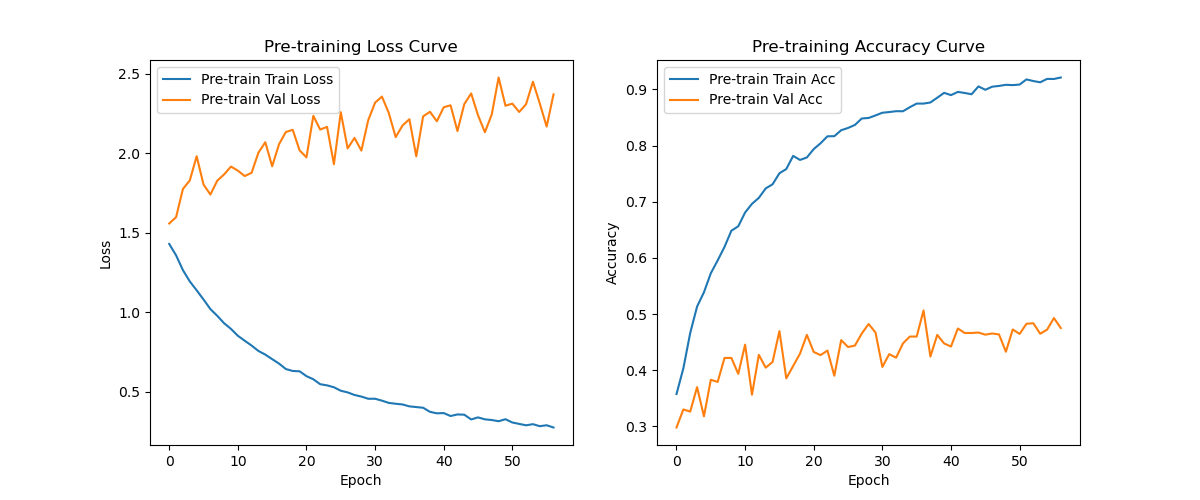 Pre-training Loss Curve
Pre-train Train Loss
Pre-train Val Loss
2.5
2.0
1.5
1.0
0.5
Loss
0 10 20 30 40 50
Epoch
Pre-training Accuracy Curve
Pre-train Train Acc
Pre-train Val Acc
0.9
0.8
0.7
0.6
0.5
0.4
0.3
Accuracy
0 10 20 30 40 50
Epoch